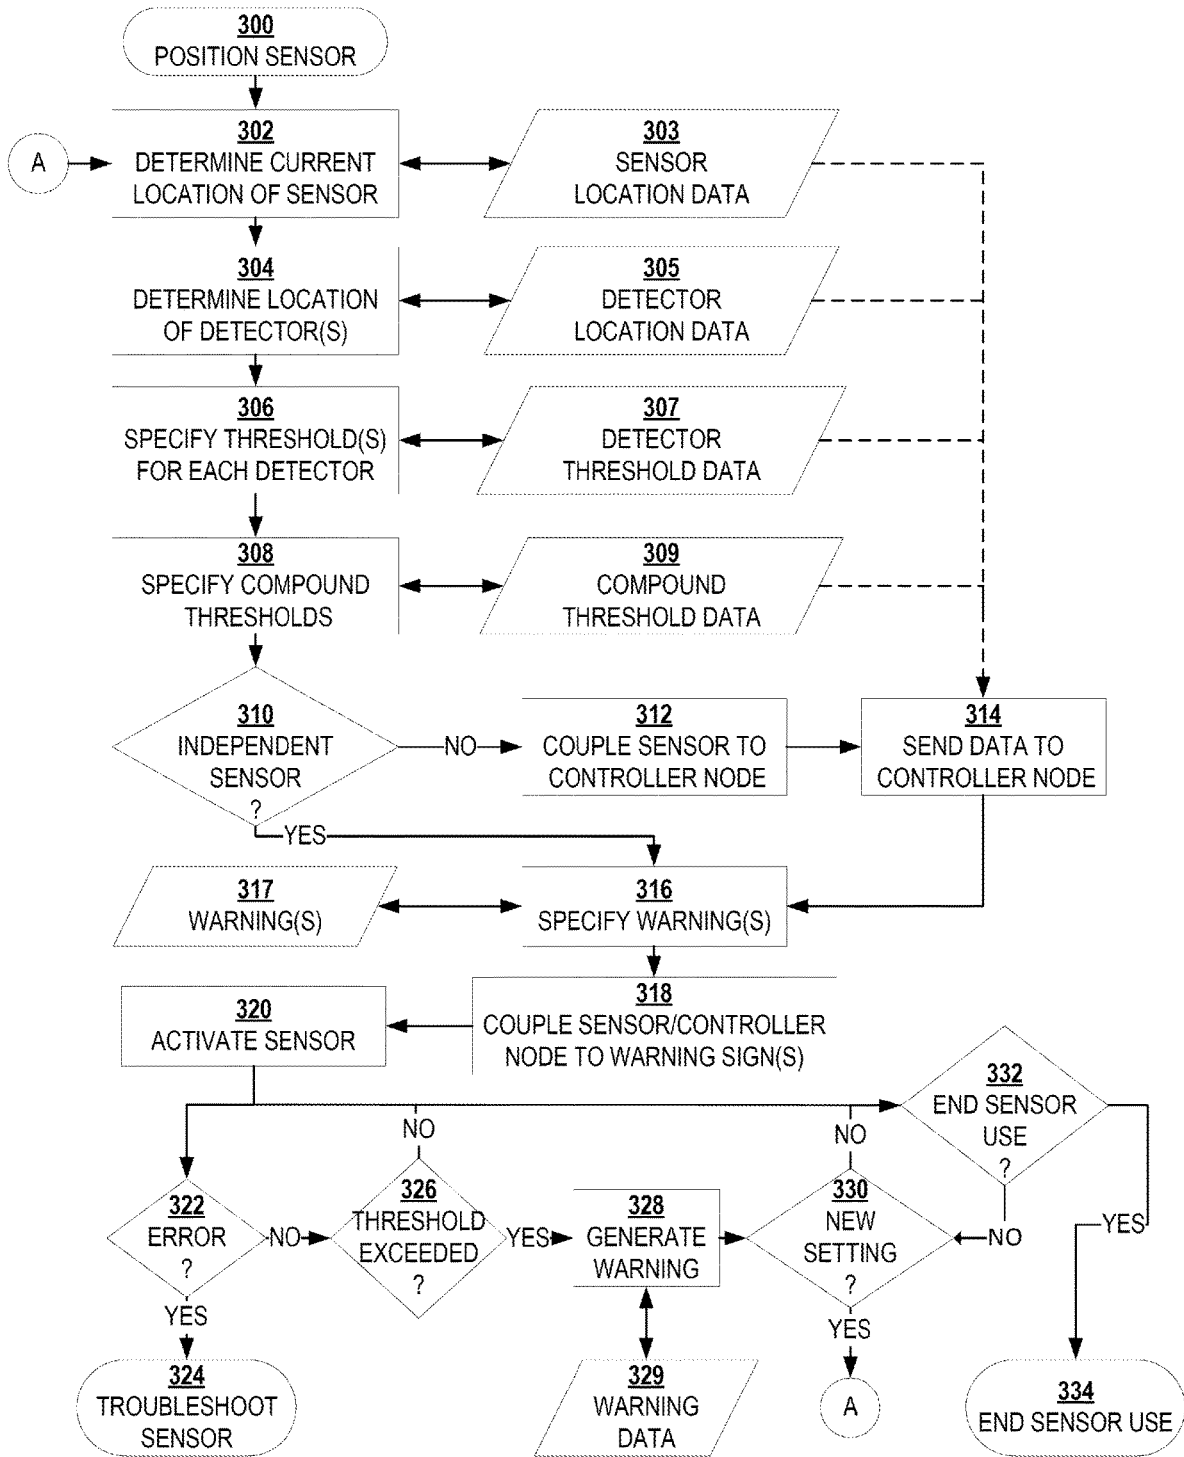 300
POSITION SENSOR
A
302
DETERMINE CURRENT
LOCATION OF SENSOR
303
SENSOR
LOCATION DATA
304
DETERMINE LOCATION
OF DETECTOR(S)
305
DETECTOR
LOCATION DATA
306
SPECIFY THRESHOLD(S)
FOR EACH DETECTOR
307
DETECTOR
THRESHOLD DATA
308
SPECIFY COMPOUND
THRESHOLDS
309
COMPOUND
THRESHOLD DATA
310
INDEPENDENT
SENSOR
?
NO
312
COUPLE SENSOR TO
CONTROLLER NODE
314
SEND DATA TO
CONTROLLER NODE
YES
317
WARNING(S)
316
SPECIFY WARNING(S)
320
ACTIVATE SENSOR
318
COUPLE SENSOR/CONTROLLER
NODE TO WARNING SIGN(S)
332
END SENSOR
USE
?
NO
NO
322
ERROR
?
NO
326
THRESHOLD
EXCEEDED
?
YES
328
GENERATE
WARNING
330
NEW
SETTING
?
NO
YES
YES
YES
324
TROUBLESHOOT
SENSOR
329
WARNING
DATA
A
334
END SENSOR USE